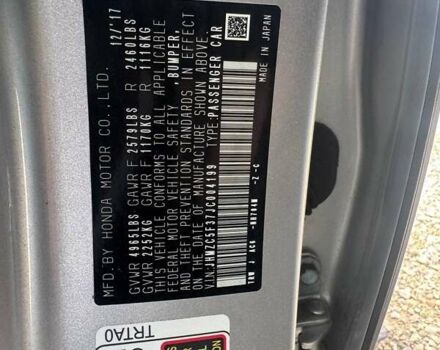 MFD.BY HONDA MOTOR CO.,LTD. 12/'17
GVWR 4965LBS GAWR F 2579LBS R 2460LBS
GVWR 2252KG GAWR F 1170KG R 1116KG
THIS VEHICLE CONFORMS TO ALL APPLICABLE
FEDERAL MOTOR VEHICLE SAFETY, BUMPER,
AND THEFT PREVENTION STANDARDS IN EFFECT
ON THE DATE OF MANUFACTURE SHOWN ABOVE.
V.I.N.: JHMZC5F37JC004199 TYPE:PASSENGER CAR
MADE IN JAPAN
TRTA0